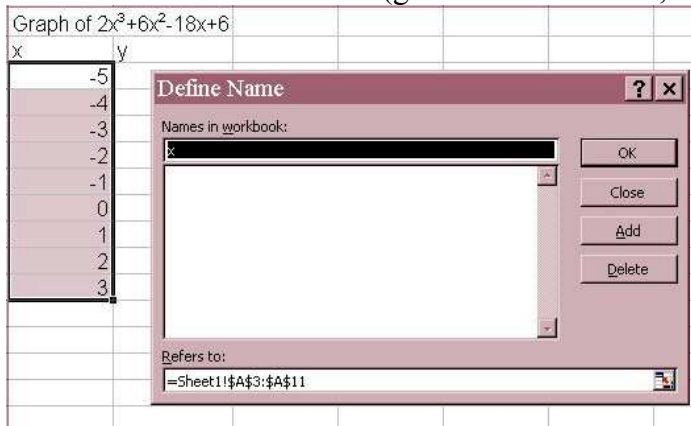 Graph of 2x³+6x²-18x+6
x y
-5
-4
-3
-2
-1
0
1
2
3
Define Name
? ×
Names in workbook:
x
OK
Close
Add
Delete
Refers to:
=Sheet1!$A$3:$A$11